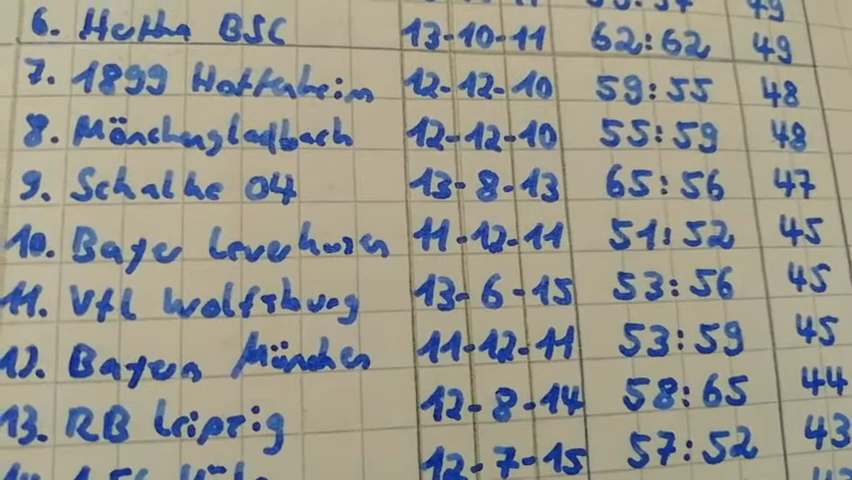 49
6. Hertha BSC 13-10-11 62:62 49
7. 1899 Hoffenheim 12-12-10 59:55 48
8. Mönchengladbach 12-12-10 55:59 48
9. Schalke 04 13-8-13 65:56 47
10. Bayer Leverkusen 11-12-11 51:52 45
11. VfL Wolfsburg 13-6-15 53:56 45
12. Bayern München 11-12-11 53:59 45
13. RB Leipzig 12-8-14 58:65 44
12-7-15 57:52 43